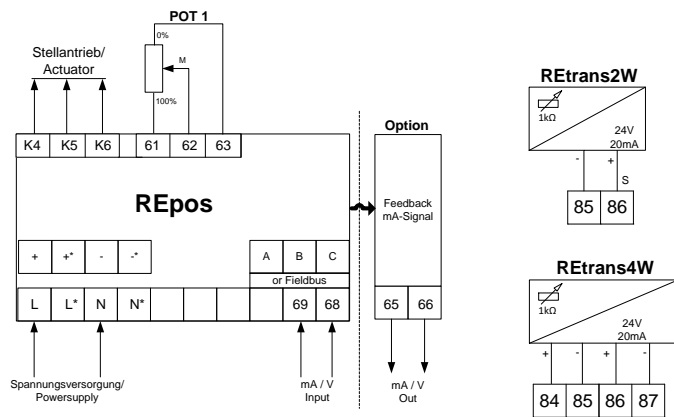 POT 1
0%
Stellantrieb/
Actuator
M
100%
K4 K5 K6 61 62 63
REpos
+ +* - -*
A B C
or Fieldbus
L L* N N* 69 68
Spannungsversorgung/
Powersupply
mA / V
Input
Option
Feedback
mA-Signal
65 66
mA / V
Out
REtrans2W
1kΩ
24V
20mA
- +
S
85 86
REtrans4W
1kΩ
24V
20mA
+ - + -
84 85 86 87